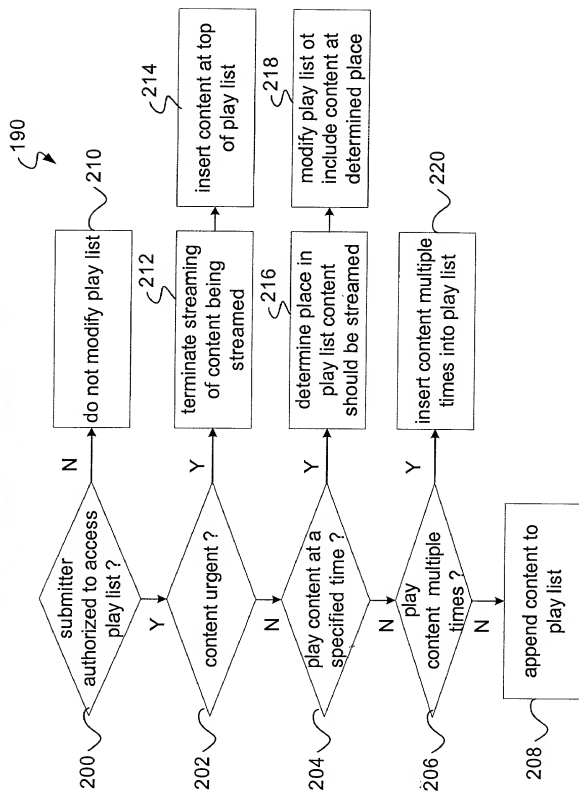 190
200
submitter
authorized to access
play list ?
N
do not modify play list
210
Y
202
content urgent ?
Y
212
terminate streaming
of content being
streamed
214
insert content at top
of play list
N
204
play content at a
specified time ?
Y
216
determine place in
play list content
should be streamed
218
modify play list ot
include content at
determined place
N
206
play
content multiple
times ?
Y
insert content multiple
times into play list
220
N
208
append content to
play list